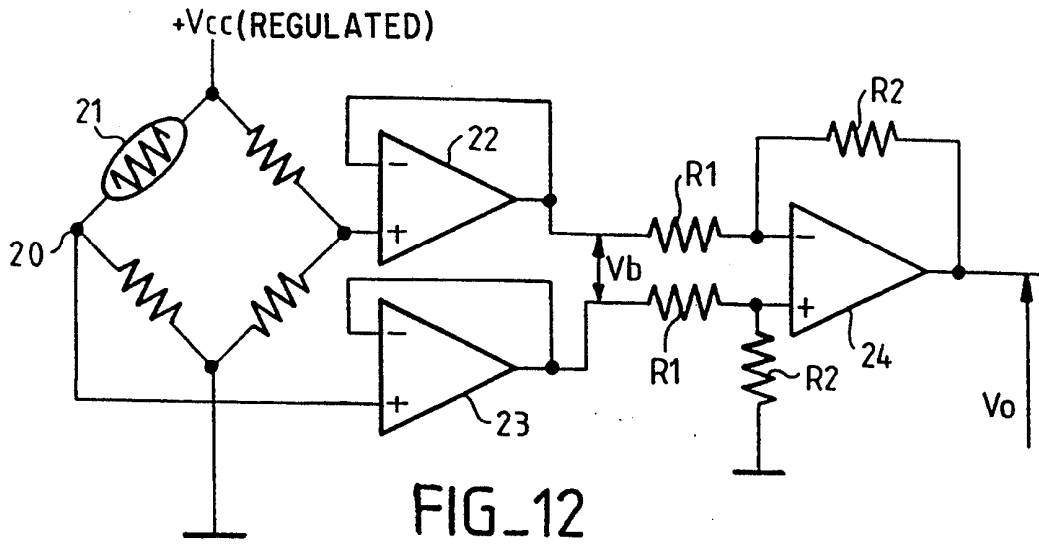 +Vcc(REGULATED)
21
22
R2
R1
20
Vb
R1
24
R2
23
Vo
FIG_12
- + - + - +